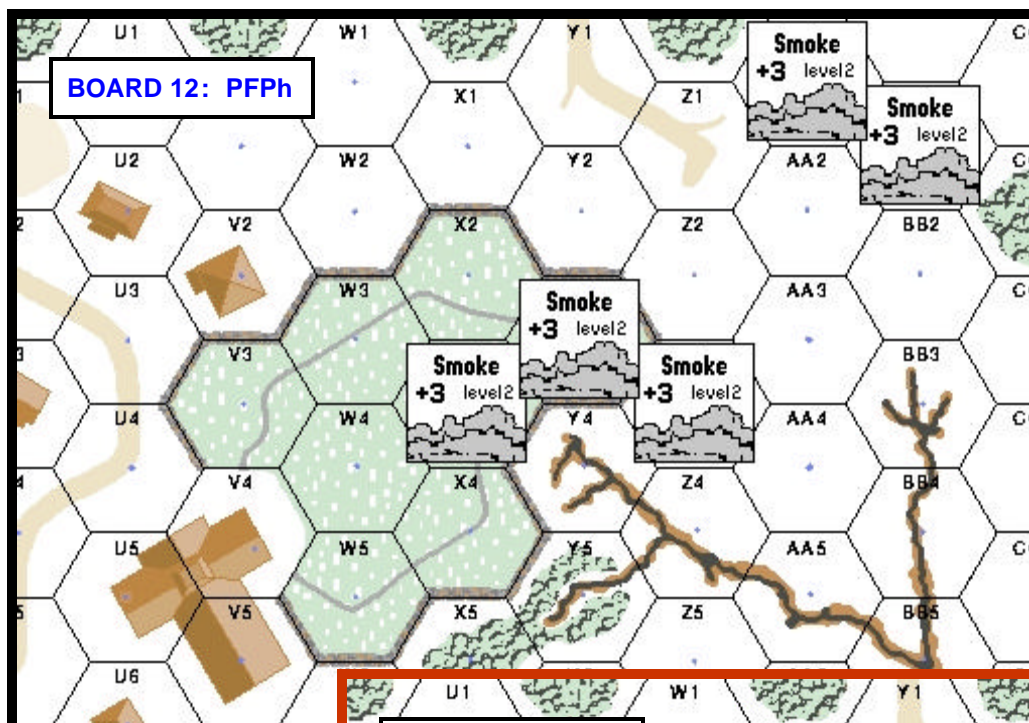 U1
W1
Y1
Smoke
+3 level2
BOARD 12: PFPh
X1
Z1
Smoke
+3 level2
U2
W2
Y2
AA2
V2
X2
Z2
BB2
U3
W3
AA3
Smoke
+3 level2
V3
Smoke
+3 level2
Smoke
+3 level2
BB3
U4
W4
Y4
AA4
V4
X4
Z4
BB4
U5
W5
Y5
AA5
V5
X5
Z5
BB5
U6
U1
W1
Y1